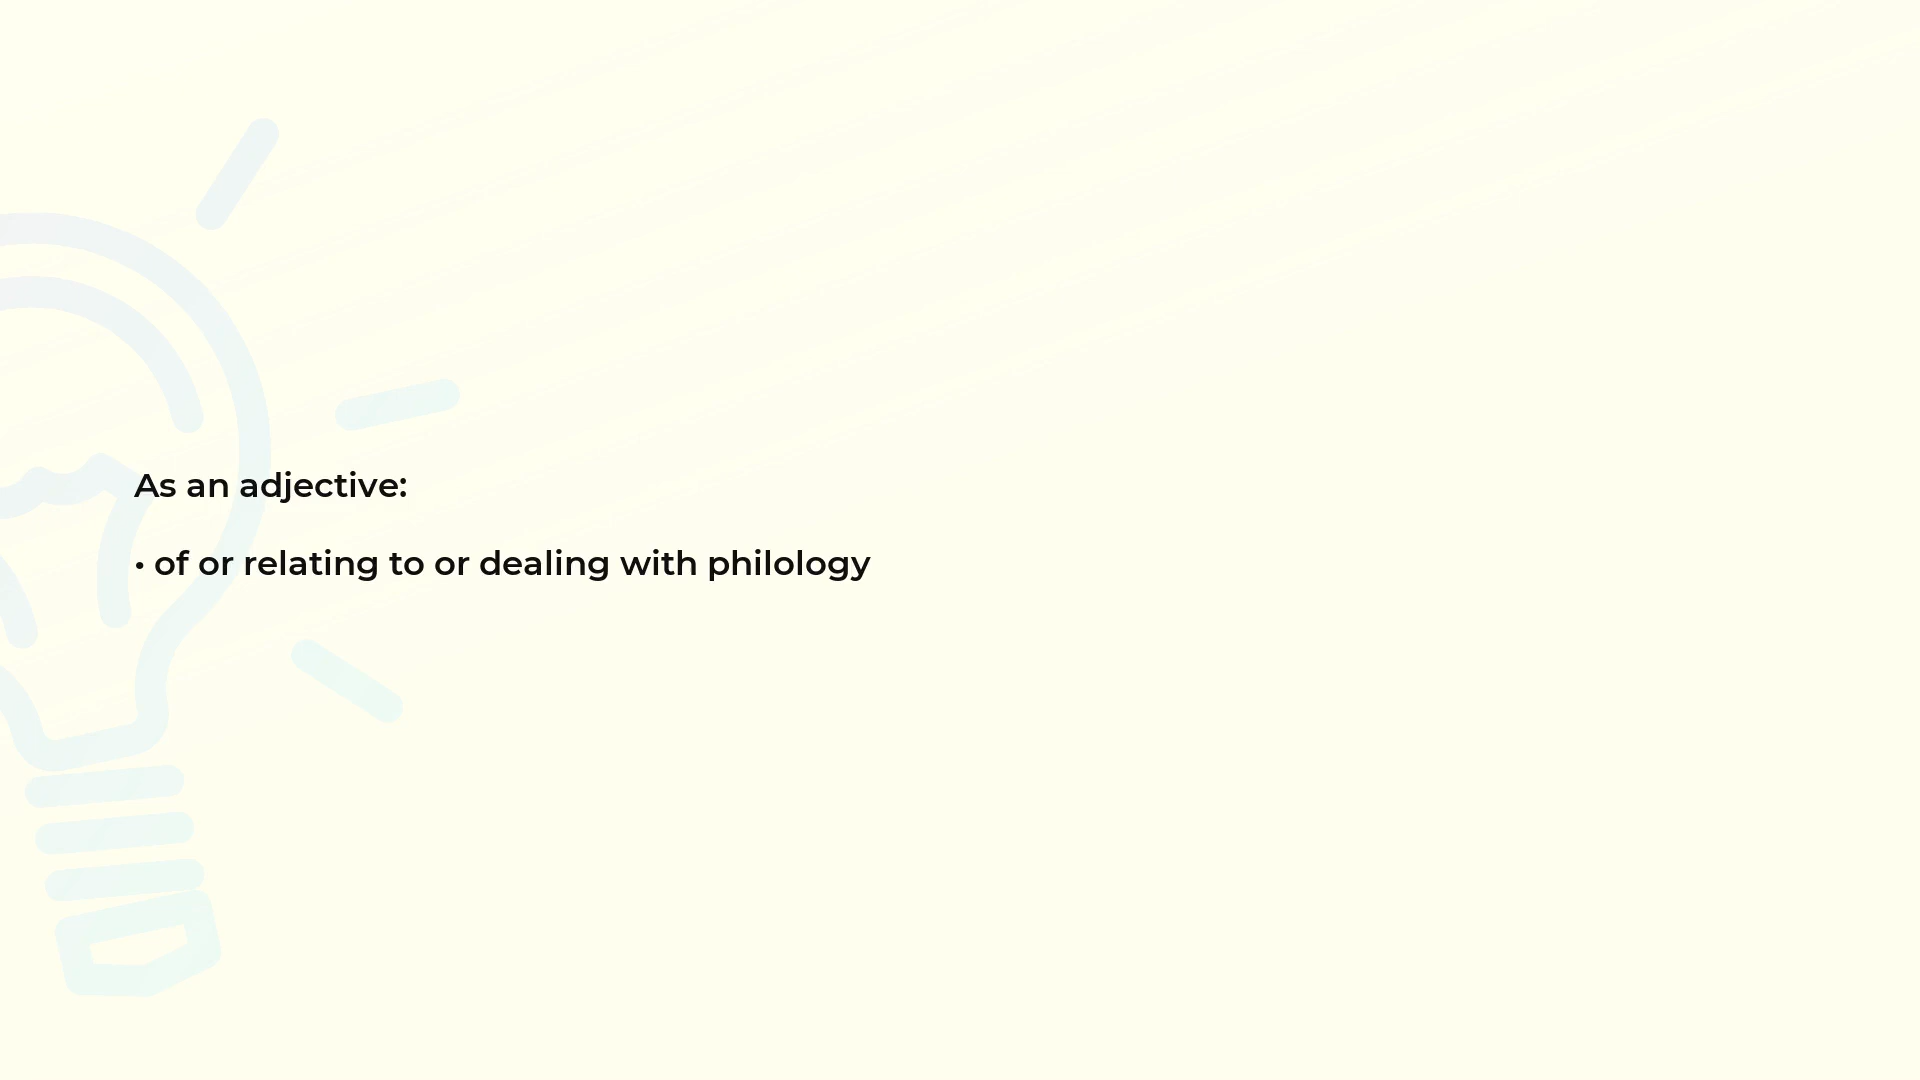 As an adjective:
• of or relating to or dealing with philology